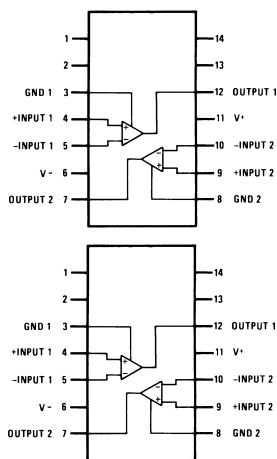 1 14
2 13
GND 1 3 12 OUTPUT 1
+INPUT 1 4 + 11 V+
−INPUT 1 5 − − 10 −INPUT 2
V− 6 + 9 +INPUT 2
OUTPUT 2 7 8 GND 2
1 14
2 13
GND 1 3 12 OUTPUT 1
+INPUT 1 4 + 11 V+
−INPUT 1 5 − − 10 −INPUT 2
V− 6 + 9 +INPUT 2
OUTPUT 2 7 8 GND 2